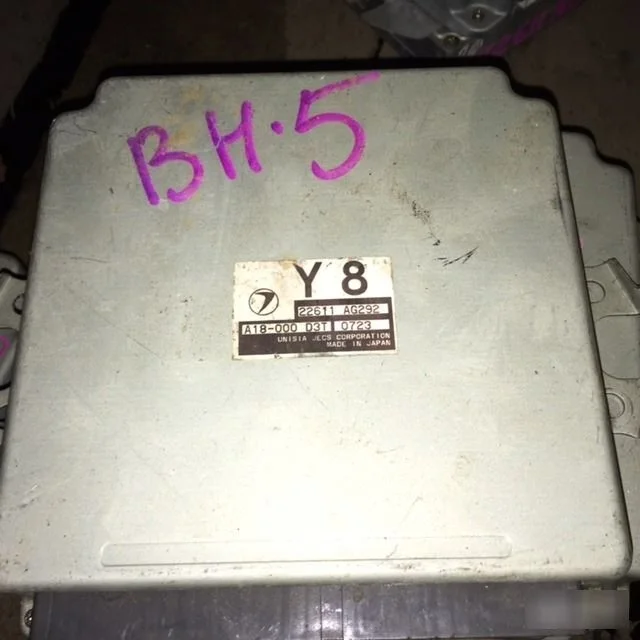 BH.5
Y 8
22611 AG292
A18-000 D3T 0723
UNISIA JECS CORPORATION
MADE IN JAPAN